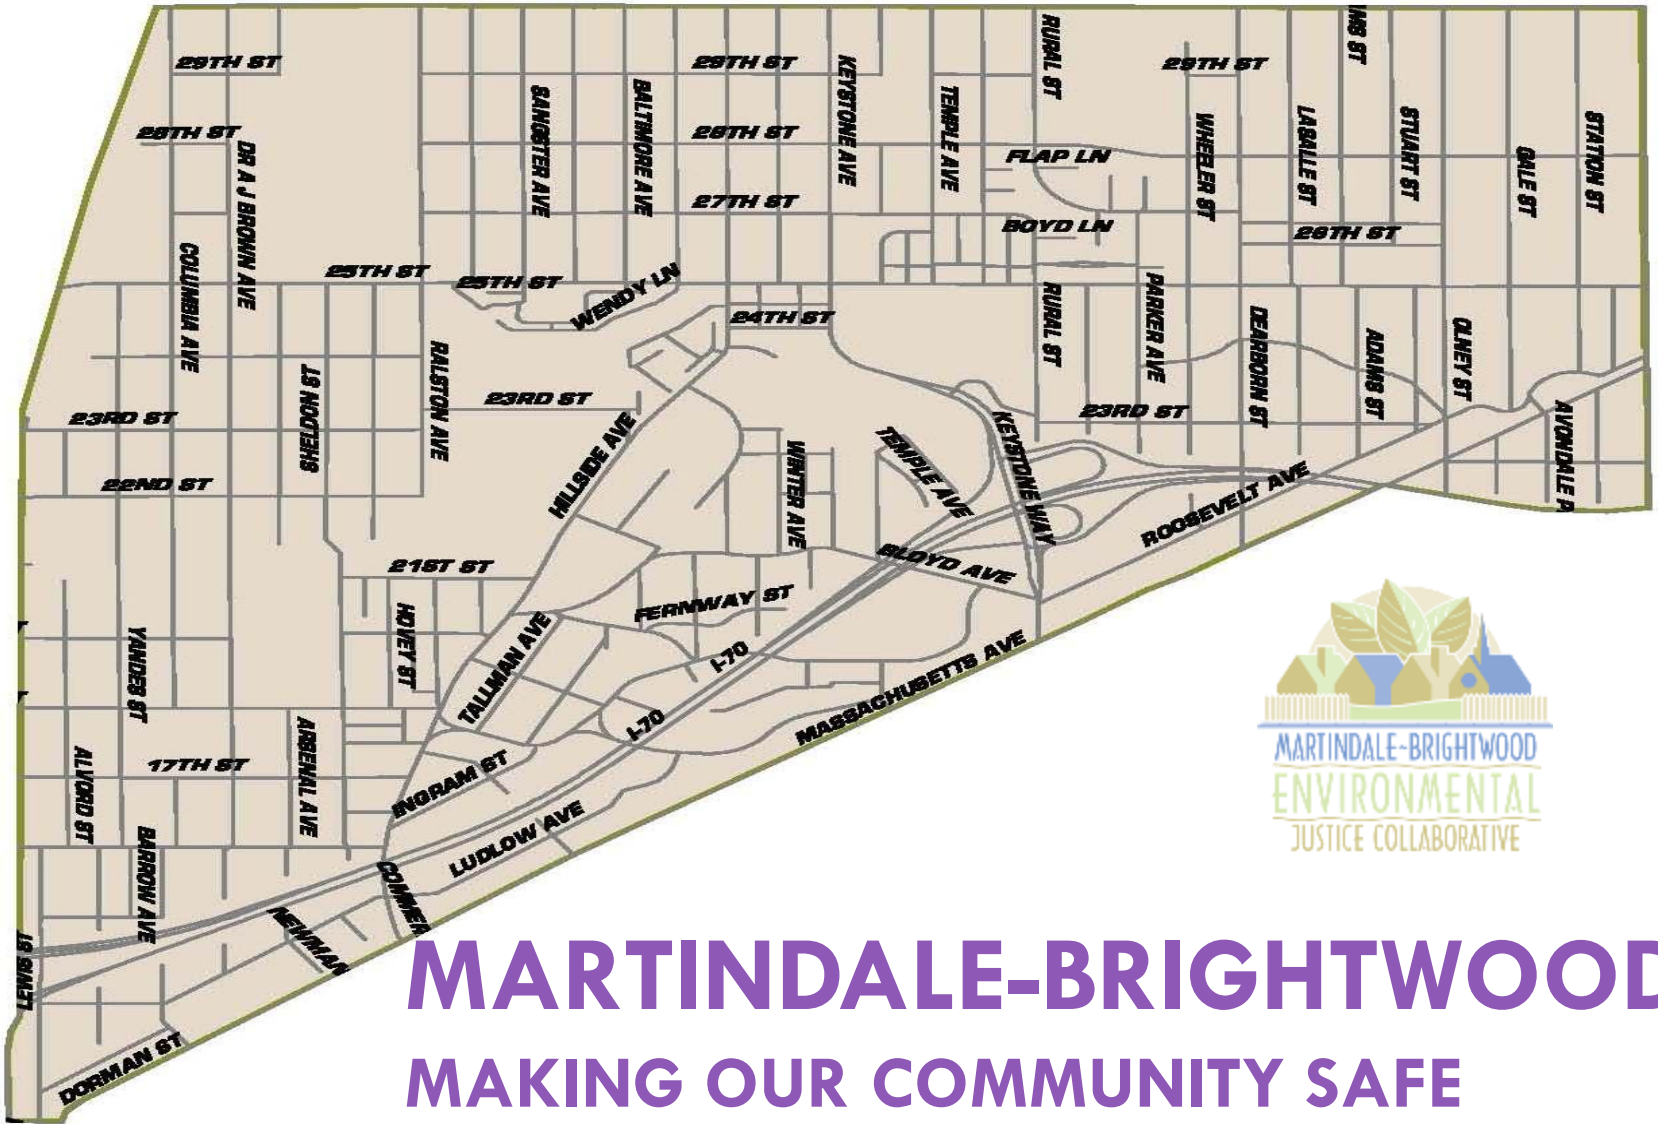 29TH ST
29TH ST
29TH ST
RURAL ST
KEYSTONE AVE
SANGSTER AVE
BALTIMORE AVE
TEMPLE AVE
28TH ST
28TH ST
DR A J BROWN AVE
FLAP LN
WHEELER ST
LASALLE ST
STUART ST
GALE ST
STATION ST
27TH ST
BOYD LN
26TH ST
COLUMBIA AVE
25TH ST
25TH ST
WENDY LN
24TH ST
RURAL ST
PARKER AVE
DEARBORN ST
ADAMS ST
OLNEY ST
RALSTON AVE
SHELDON ST
23RD ST
23RD ST
23RD ST
HILLSIDE AVE
WINTER AVE
TEMPLE AVE
KEYSTONE WAY
AVONDALE P
22ND ST
ROOSEVELT AVE
21ST ST
BLOYD AVE
FERNWAY ST
HOVEY ST
YANDES ST
TALLMAN AVE
I-70
I-70
MASSACHUSETTS AVE
17TH ST
ALVORD ST
ARSENAL AVE
INGRAM ST
LUDLOW AVE
BARROW AVE
COMMER
NEWMAN
LEWIS ST
DORMAN ST
MARTINDALE~BRIGHTWOOD
ENVIRONMENTAL
JUSTICE COLLABORATIVE
MARTINDALE-BRIGHTWOOD
MAKING OUR COMMUNITY SAFE